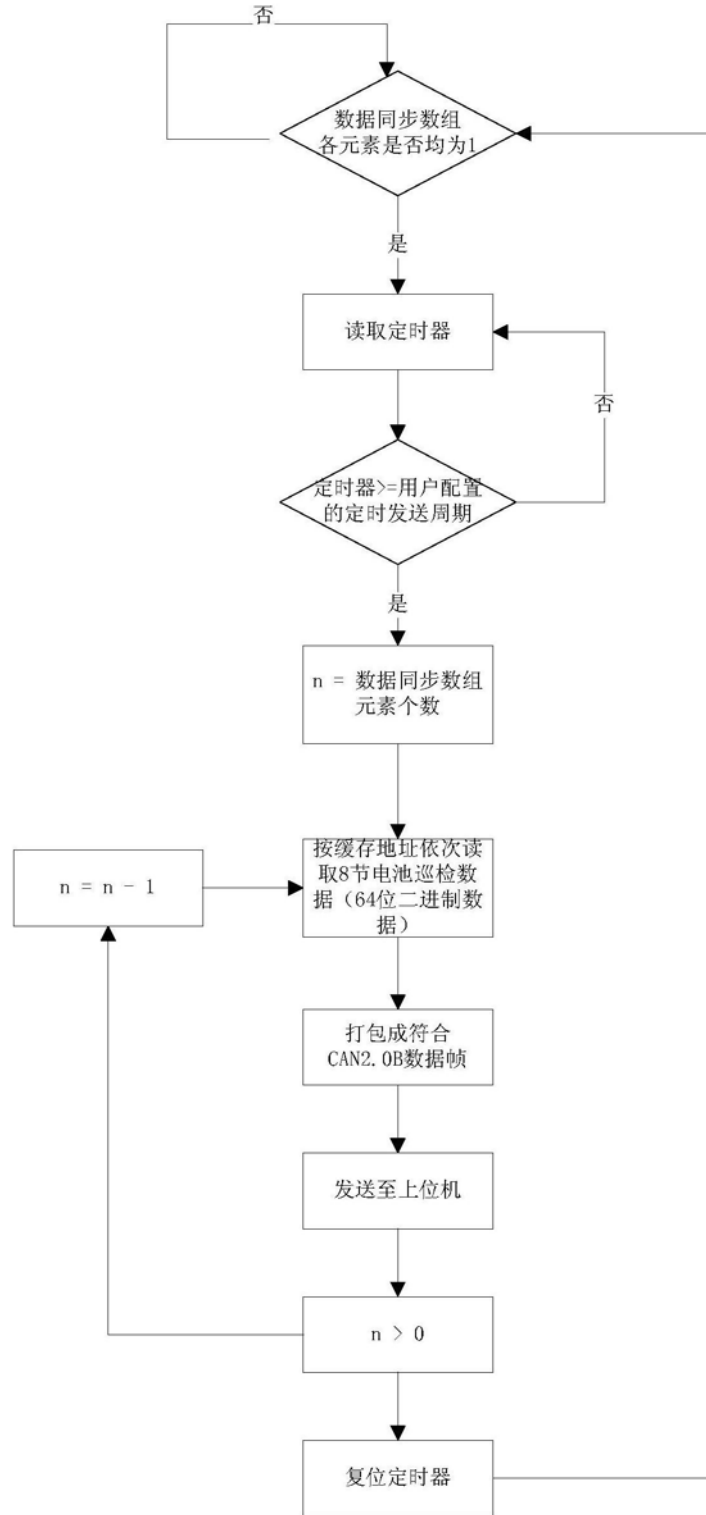 否
数据同步数组
各元素是否均为1
是
读取定时器
否
定时器>=用户配置
的定时发送周期
是
n = 数据同步数组
元素个数
按缓存地址依次读
取8节电池巡检数
据（64位二进制数
据）
n = n - 1
打包成符合
CAN2.0B数据帧
发送至上位机
n > 0
复位定时器